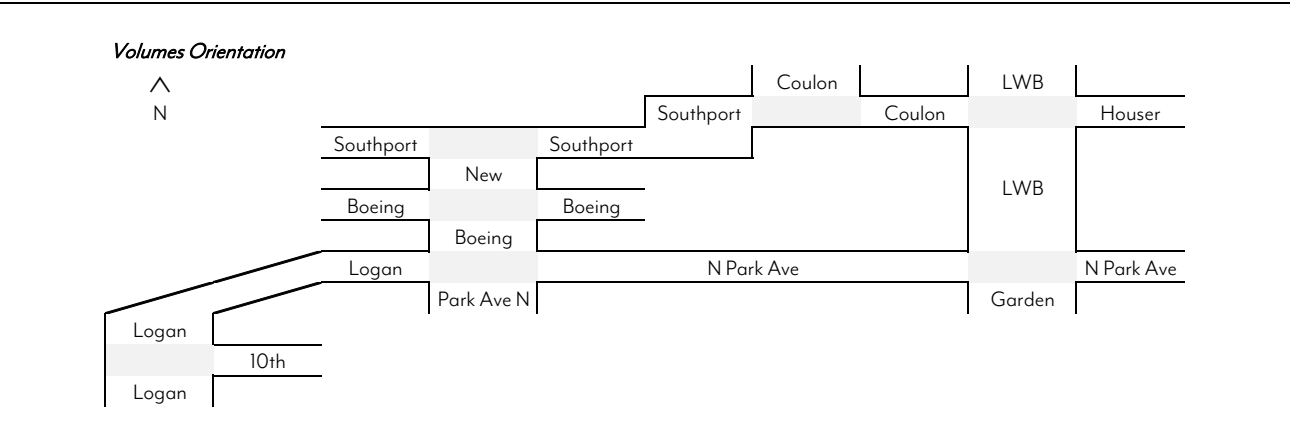 Volumes Orientation
Coulon LWB
N Southport Coulon Houser
Southport Southport
New
LWB
Boeing Boeing
Boeing
Logan N Park Ave N Park Ave
Park Ave N Garden
Logan
10th
Logan